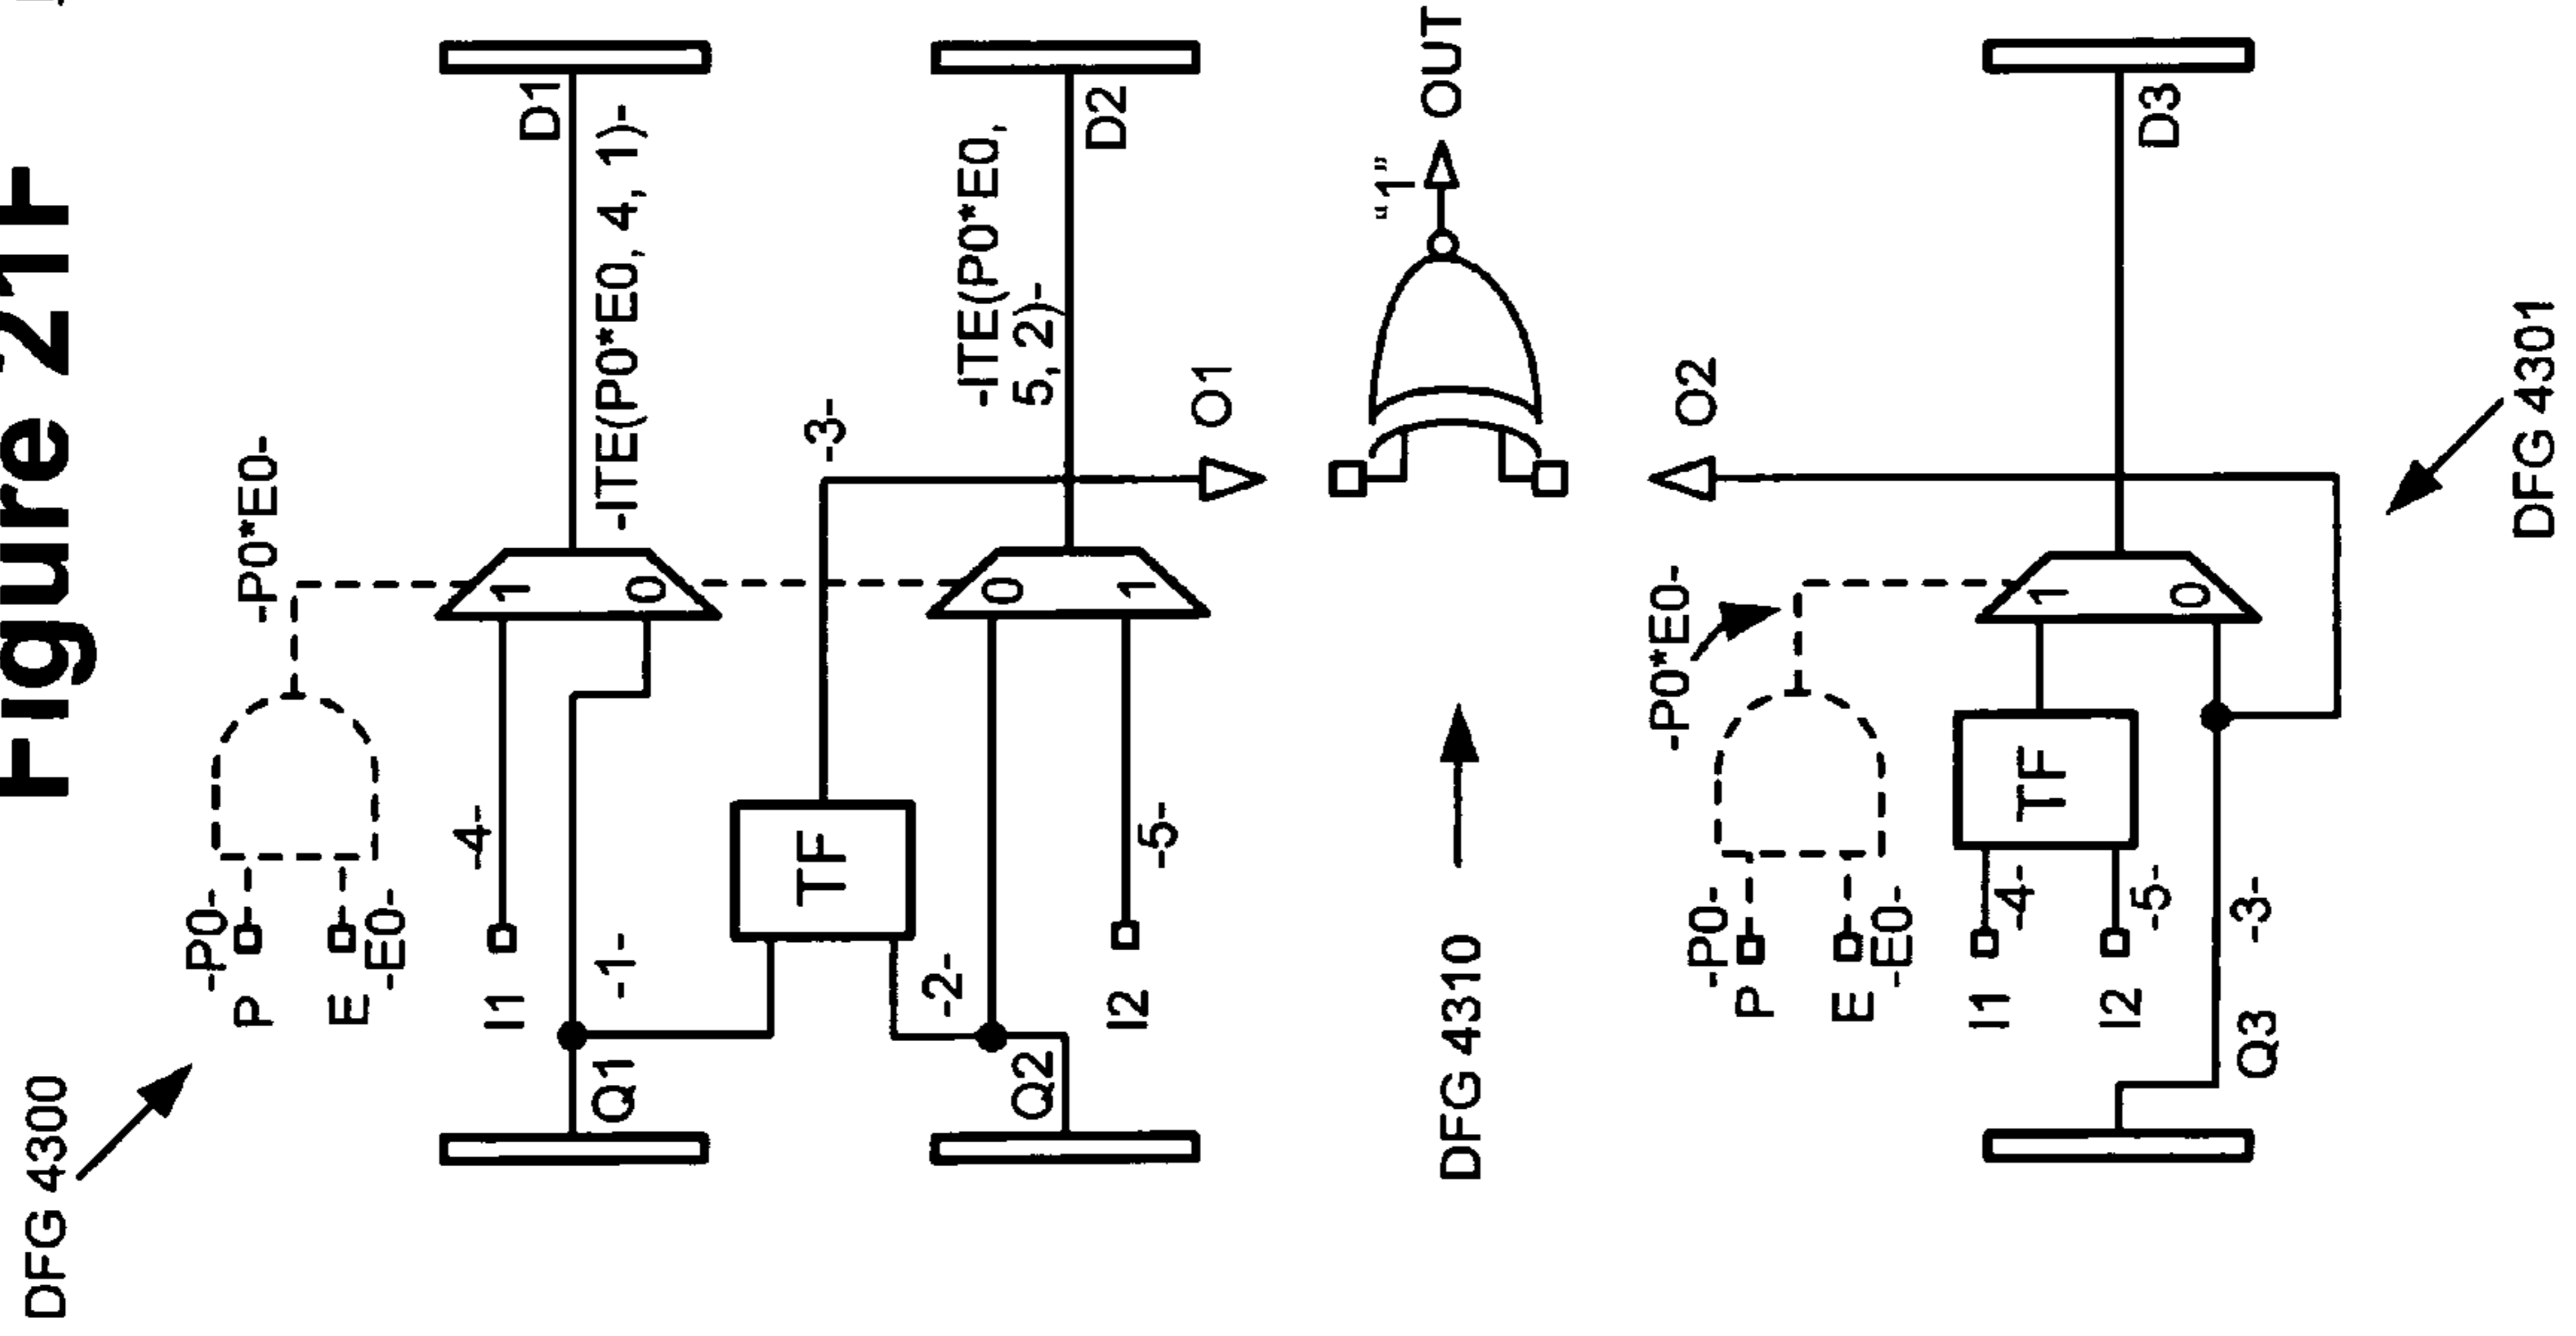 Figure 21F
DFG 4300
-P0-
P
E
-E0-
-P0*E0-
I1
-4-
1
0
D1
-ITE(P0*E0, 4, 1)-
Q1
-1-
TF
-3-
-2-
Q2
0
1
-ITE(P0*E0,
5, 2)-
D2
I2
-5-
O1
DFG 4310
"1"
OUT
O2
-P0-
P
E
-E0-
-P0*E0-
I1
-4-
I2
-5-
TF
1
0
D3
Q3
-3-
DFG 4301